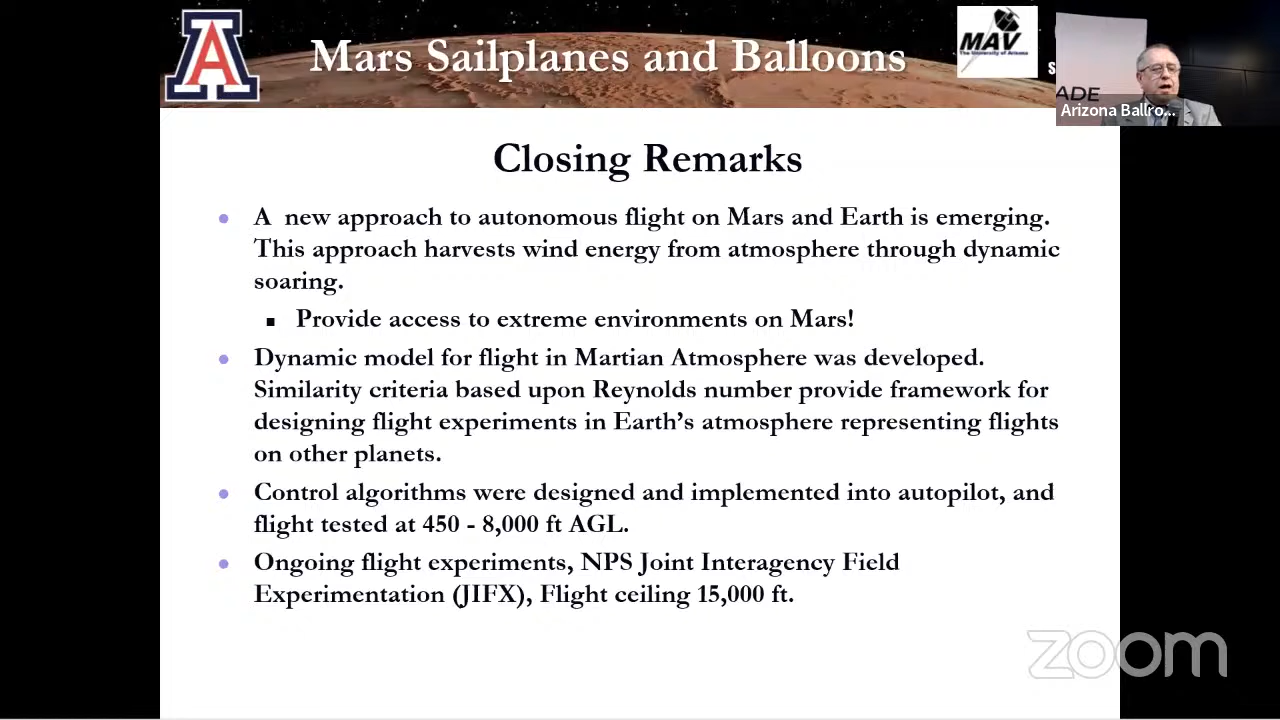 A
Mars Sailplanes and Balloons
MAV
The University of Arizona
S
ADE
Arizona Ballro...
Closing Remarks
A new approach to autonomous flight on Mars and Earth is emerging.
This approach harvests wind energy from atmosphere through dynamic
soaring.
Provide access to extreme environments on Mars!
Dynamic model for flight in Martian Atmosphere was developed.
Similarity criteria based upon Reynolds number provide framework for
designing flight experiments in Earth's atmosphere representing flights
on other planets.
Control algorithms were designed and implemented into autopilot, and
flight tested at 450 - 8,000 ft AGL.
Ongoing flight experiments, NPS Joint Interagency Field
Experimentation (JIFX), Flight ceiling 15,000 ft.
zoom